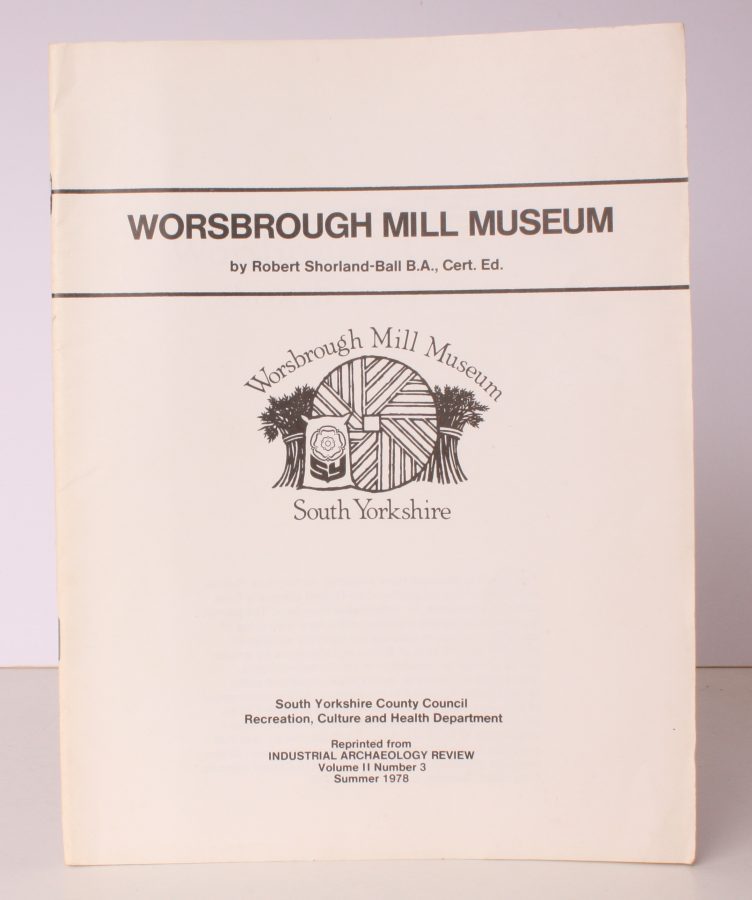 WORSBROUGH MILL MUSEUM
by Robert Shorland-Ball B.A., Cert. Ed.
Worsbrough Mill Museum
SY
South Yorkshire
South Yorkshire County Council
Recreation, Culture and Health Department
Reprinted from
INDUSTRIAL ARCHAEOLOGY REVIEW
Volume II Number 3
Summer 1978